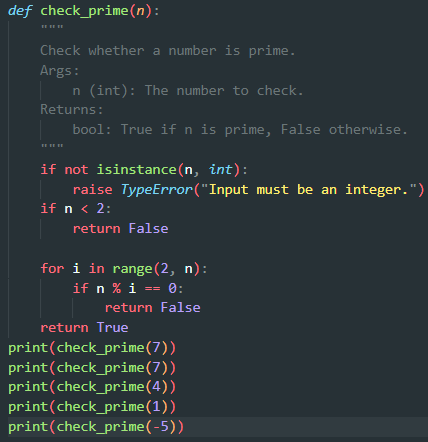 def check_prime(n):
    """
    Check whether a number is prime.
    Args:
        n (int): The number to check.
    Returns:
        bool: True if n is prime, False otherwise.
    """
    if not isinstance(n, int):
        raise TypeError("Input must be an integer.")
    if n < 2:
        return False

    for i in range(2, n):
        if n % i == 0:
            return False
    return True
print(check_prime(7))
print(check_prime(7))
print(check_prime(4))
print(check_prime(1))
print(check_prime(-5))